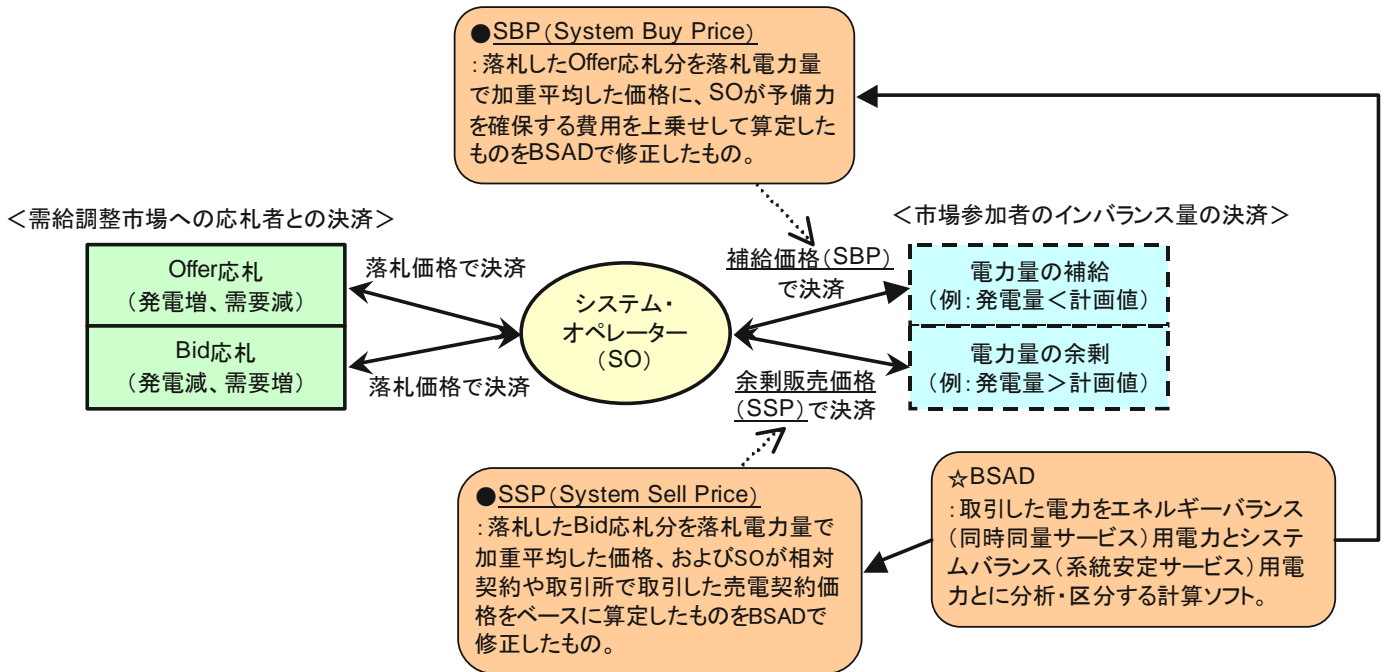 ●SBP(System Buy Price)
：落札したOffer応札分を落札電力量
で加重平均した価格に、SOが予備力
を確保する費用を上乗せして算定した
ものをBSADで修正したもの。
＜需給調整市場への応札者との決済＞
＜市場参加者のインバランス量の決済＞
Offer応札
（発電増、需要減）
Bid応札
（発電減、需要増）
落札価格で決済
落札価格で決済
システム・
オペレーター
（SO）
補給価格(SBP)
で決済
余剰販売価格
(SSP)で決済
電力量の補給
（例：発電量＜計画値）
電力量の余剰
（例：発電量＞計画値）
●SSP(System Sell Price)
：落札したBid応札分を落札電力量で
加重平均した価格、およびSOが相対
契約や取引所で取引した売電契約価
格をベースに算定したものをBSADで
修正したもの。
☆BSAD
：取引した電力をエネルギーバランス
（同時同量サービス）用電力とシステ
ムバランス（系統安定サービス）用電
力とに分析・区分する計算ソフト。